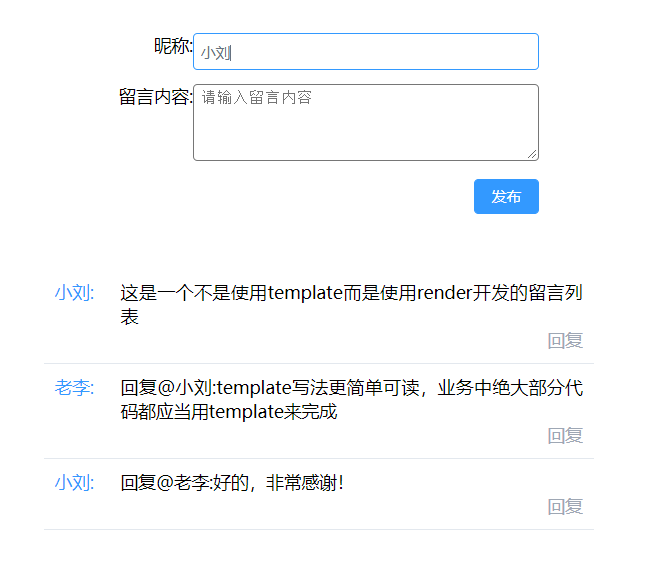 昵称:
小刘
留言内容:
请输入留言内容
发布
小刘:
这是一个不是使用template而是使用render开发的留言列
表
回复
老李:
回复@小刘:template写法更简单可读，业务中绝大部分代
码都应当用template来完成
回复
小刘:
回复@老李:好的，非常感谢！
回复